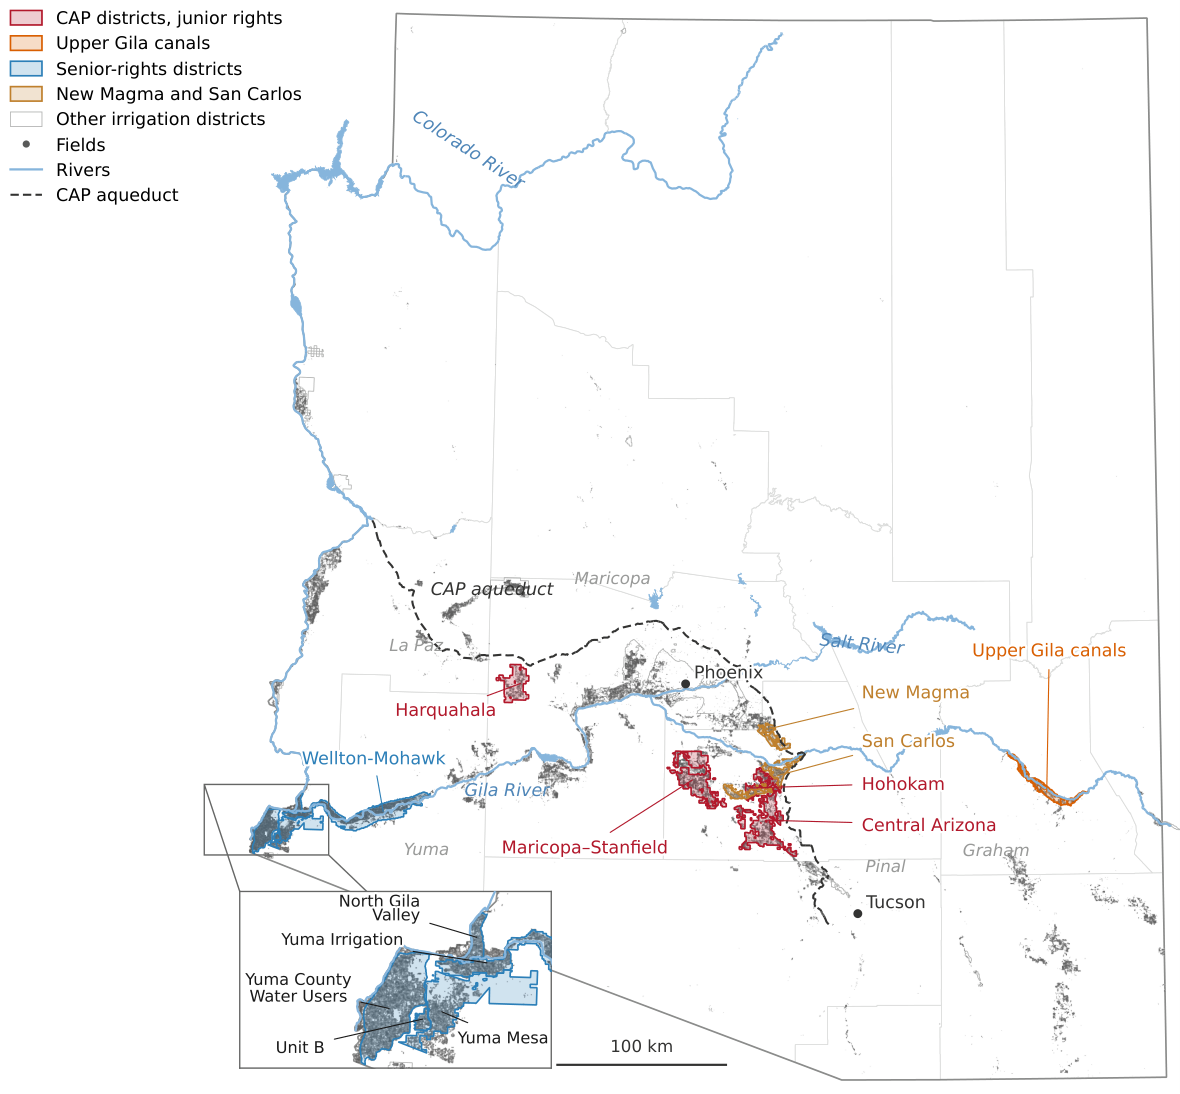 CAP districts, junior rights
Upper Gila canals
Senior-rights districts
New Magma and San Carlos
Other irrigation districts
Fields
Rivers
CAP aqueduct
Colorado River
CAP aqueduct
Maricopa
La Paz
Salt River
Upper Gila canals
Phoenix
New Magma
Harquahala
San Carlos
Wellton-Mohawk
Hohokam
Gila River
Central Arizona
Maricopa–Stanfield
Yuma
Graham
Pinal
Tucson
North Gila
Valley
Yuma Irrigation
Yuma County
Water Users
Unit B
Yuma Mesa
100 km